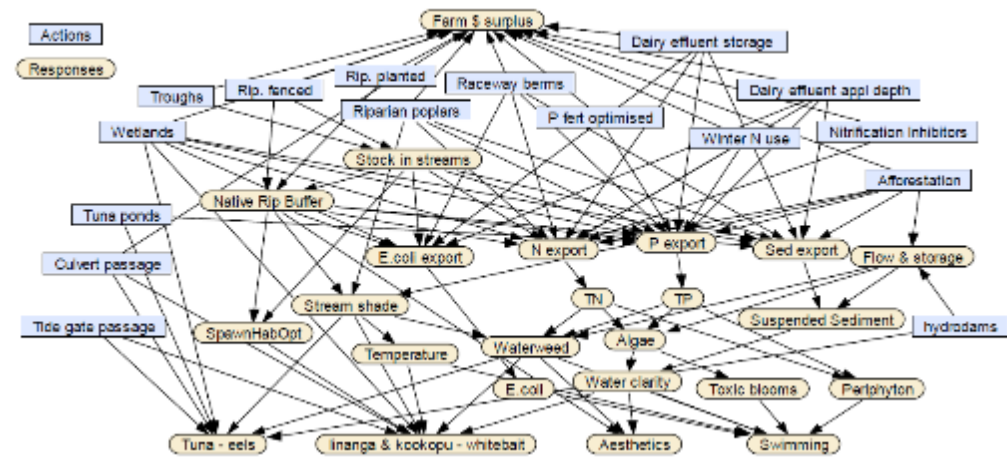 Farm $ surplus
Actions
Dairy effluent storage
Responses
Rip. planted
Rip. fenced
Raceway berms
Troughs
Dairy effluent appl depth
Riparian poplers
P fert optimised
Wetlands
Winter N use
Nitrification Inhibitors
Stock in streams
Afforestation
Native Rip Buffer
Tuna ponds
E.coli export
N export
P export
Sed export
Flow & storage
Culvert passage
Stream shade
TN
TP
Tide gate passage
SpawnHabOpt
Suspended Sediment
hydrodams
Temperature
Waterweed
Algae
E.coli
Water clarity
Toxic blooms
Periphyton
Tuna - eels
Iinanga & kookopu - whitebait
Aesthetics
Swimming